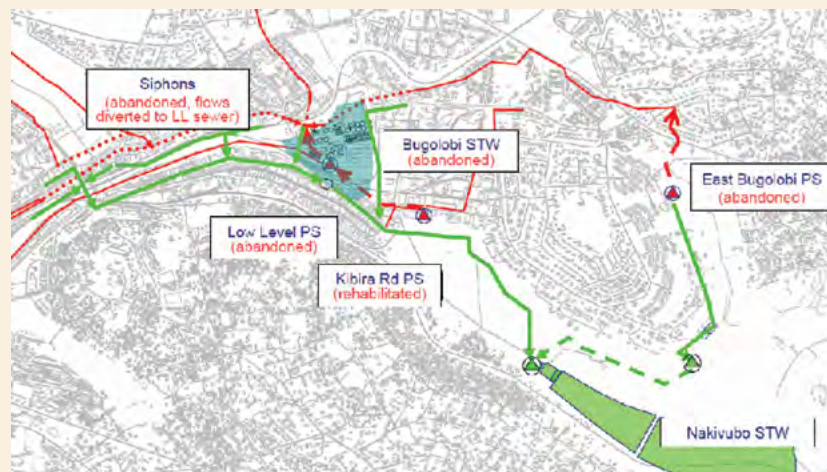 Siphons
(abandoned, flows
diverted to LL sewer)
Bugolobi STW
(abandoned)
East Bugolobi PS
(abandoned)
Low Level PS
(abandoned)
Kibira Rd PS
(rehabilitated)
Nakivubo STW